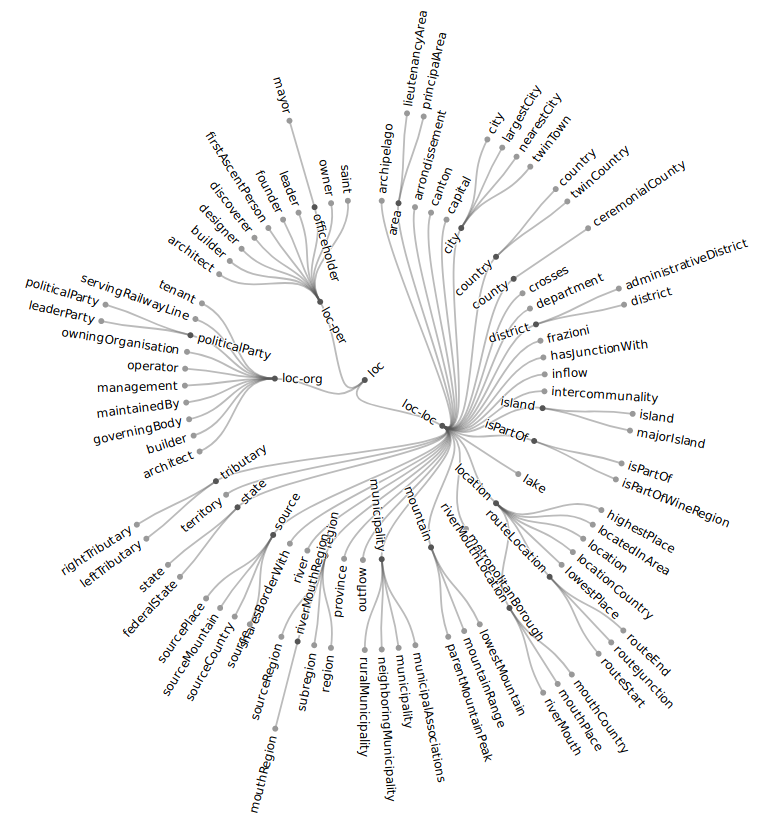 loc
loc-per
mayor
officeholder
firstAscentPerson
founder
leader
owner
saint
discoverer
designer
builder
architect
loc-org
tenant
servingRailwayLine
politicalParty
politicalParty
leaderParty
owningOrganisation
operator
management
maintainedBy
governingBody
builder
architect
loc-loc
archipelago
area
lieutenancyArea
principalArea
arrondissement
canton
capital
city
city
largestCity
nearestCity
twinTown
country
country
twinCountry
county
ceremonialCounty
crosses
department
district
administrativeDistrict
district
frazioni
hasJunctionWith
inflow
intercommunality
island
island
majorIsland
isPartOf
isPartOf
isPartOfWineRegion
lake
location
highestPlace
locatedInArea
location
locationCountry
lowestPlace
routeLocation
routeEnd
routeJunction
routeStart
riverMouthLocation
mouthCountry
mouthPlace
riverMouth
metropolitanBorough
mountain
lowestMountain
mountainRange
parentMountainPeak
municipality
municipalAssociations
municipality
neighboringMunicipality
ruralMunicipality
outflow
province
region
region
subregion
riverMouthRegion
mouthRegion
sourceRegion
river
sharesBorderWith
source
source
sourceCountry
sourceMountain
sourcePlace
state
federalState
state
territory
tributary
leftTributary
rightTributary